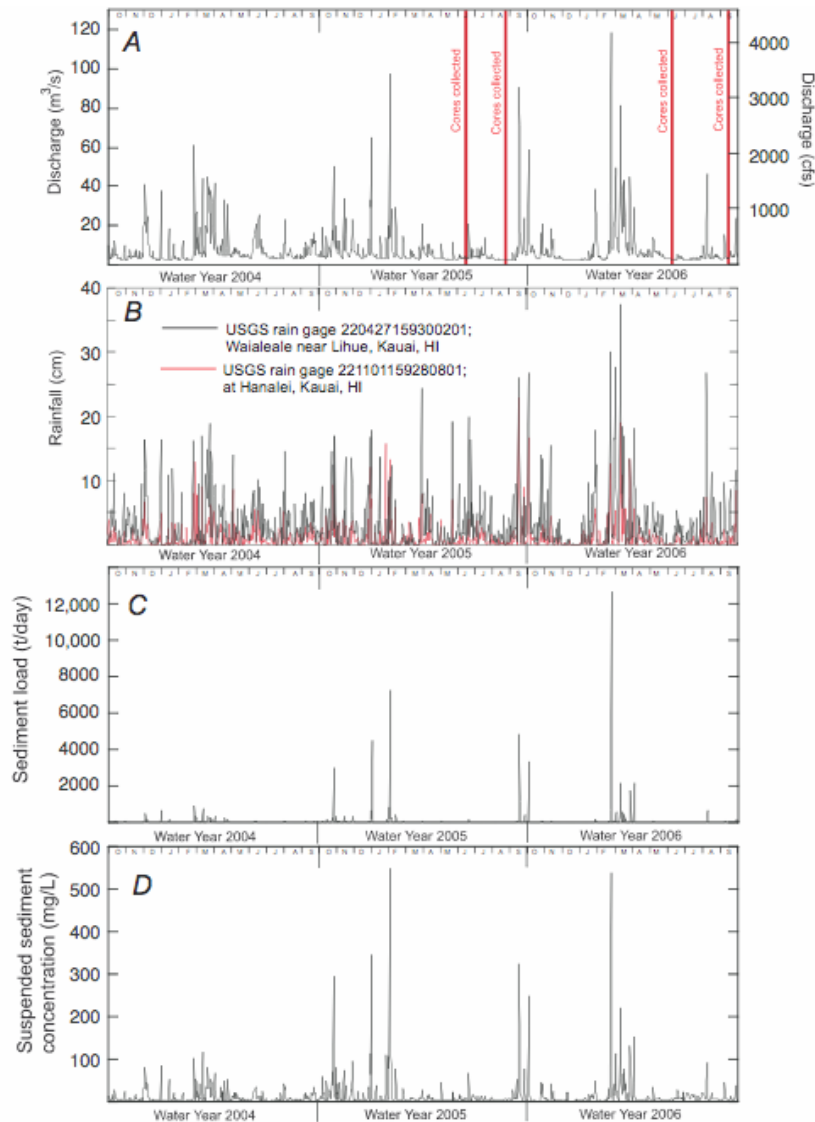 O N D J F M A M J J A S O N D J F M A M J J A S O N D J F M A M J J A S
A
120
100
80
60
40
20
Discharge (m³/s)
Cores collected
Cores collected
Cores collected
Cores collected
4000
3000
2000
1000
Discharge (cfs)
Water Year 2004 Water Year 2005 Water Year 2006
O N D J F M A M J J A S O N D J F M A M J J A S O N D J F M A M J J A S
B
40
35
30
20
10
Rainfall (cm)
USGS rain gage 220427159300201;
Waialeale near Lihue, Kauai, HI
USGS rain gage 221101159280801;
at Hanalei, Kauai, HI
Water Year 2004 Water Year 2005 Water Year 2006
O N D J F M A M J J A S O N D J F M A M J J A S O N D J F M A M J J A S
C
12,000
10,000
8000
6000
4000
2000
Sediment load (t/day)
Water Year 2004 Water Year 2005 Water Year 2006
O N D J F M A M J J A S O N D J F M A M J J A S O N D J F M A M J J A S
D
600
500
400
300
200
100
Suspended sediment
concentration (mg/L)
Water Year 2004 Water Year 2005 Water Year 2006